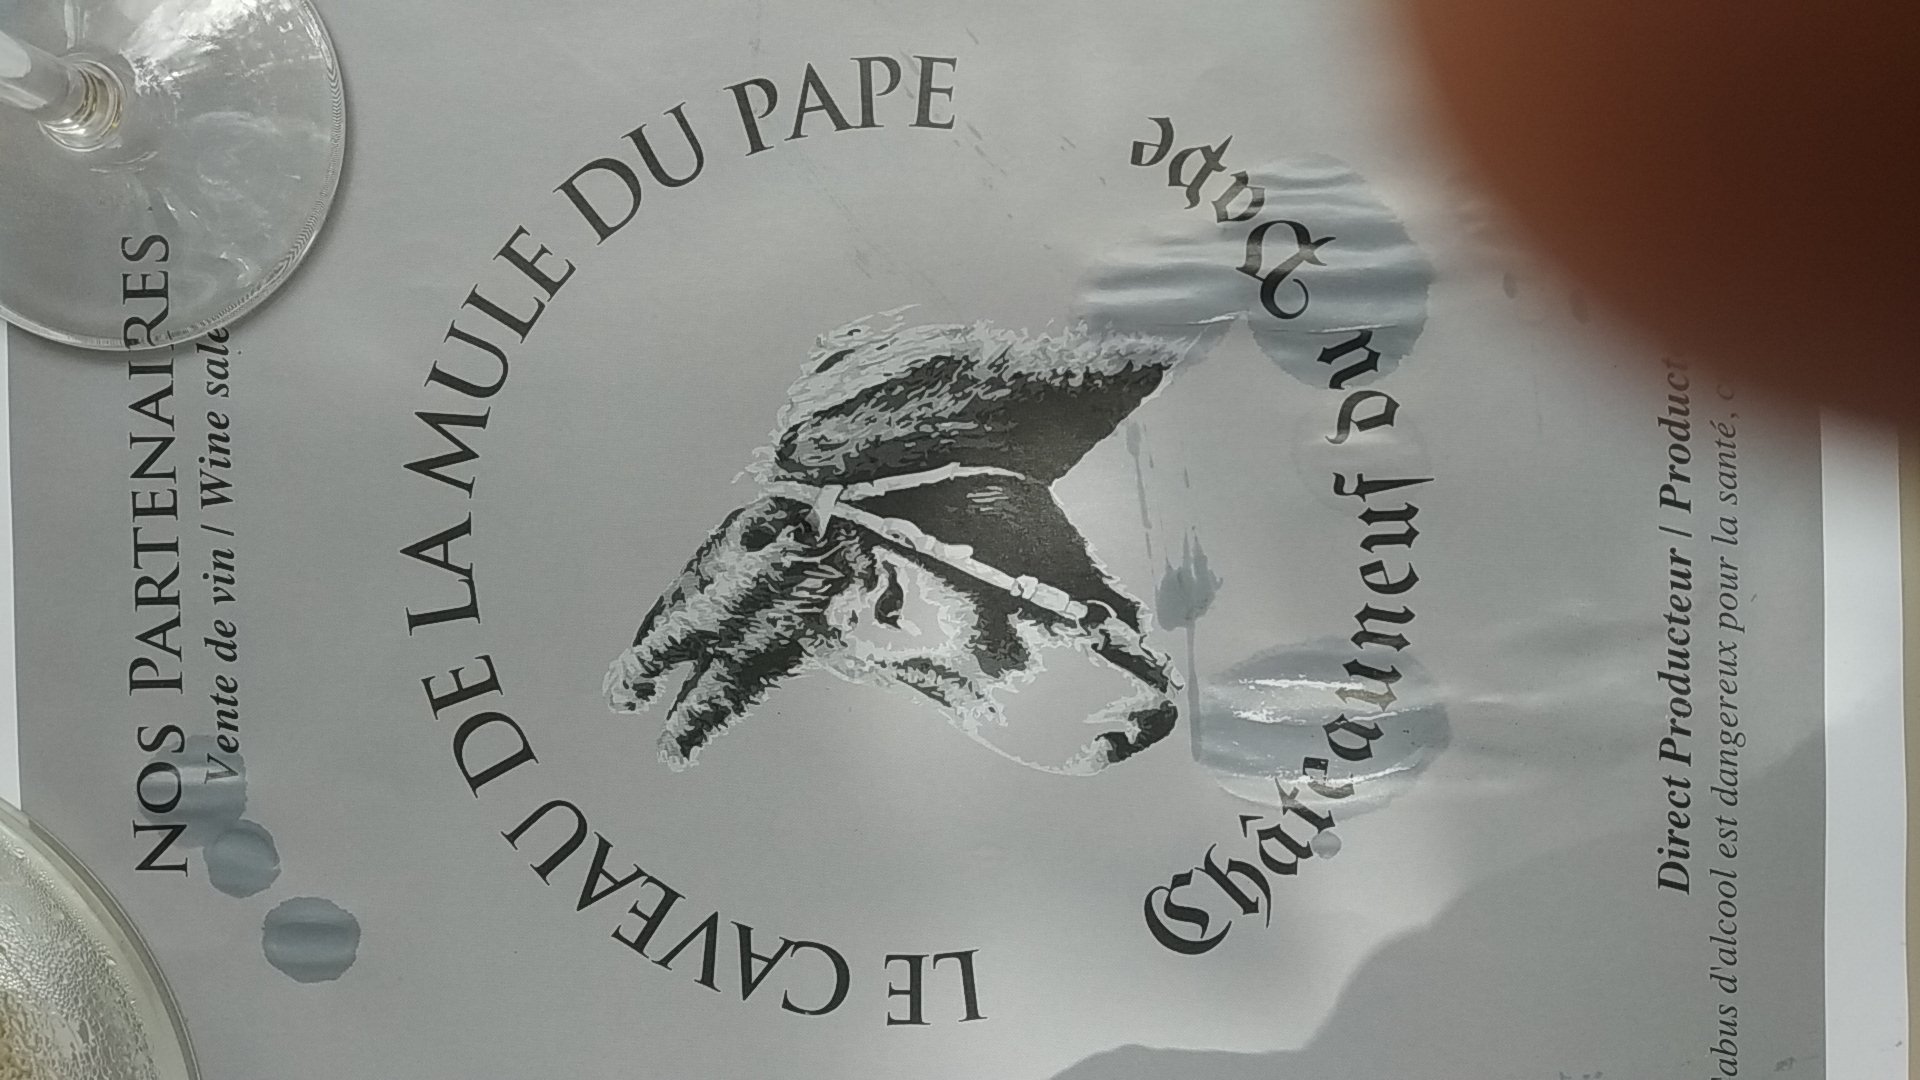 NOS PARTENAIRES
Vente de vin / Wine sale
LE CAVEAU DE LA MULE DU PAPE
Châteauneuf du Pape
Direct Producteur / Product
'abus d'alcool est dangereux pour la santé,